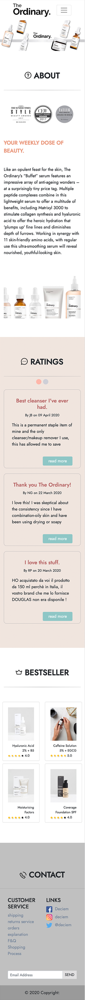 The
Ordinary.
The
Ordinary.
ABOUT
THE SUNDAY TIMES
STYLE
BEAUTY AWARDS
2017
WINNER
CEW
BEAUTY AWARD
WINNER
2017
TATLER
BEAUTY AWARDS
AWARD WINNER
YOUR WEEKLY DOSE OF
BEAUTY.
Like an opulent feast for the skin, The
Ordinary's “Buffet” serum features an
impressive array of anti-ageing wonders –
at a surprisingly tiny price tag. Multiple
peptide complexes combine in this
lightweight serum to offer a multitude of
benefits, including Matrixyl 3000 to
stimulate collagen synthesis and hyaluronic
acid to offer the heroic hydration that
'plumps up' fine lines and diminishes
depth of furrows. Working in synergy with
11 skin-friendly amino acids, with regular
use this ultra-smoothing serum will reveal
nourished, youthful-looking skin.
Ordinary.
Ordinary.
Ordinary.
Ordinary.
RATINGS
Best cleanser I've ever
had.
By JB on 09 April 2020
This is a permanent staple item of
mine and the only
cleanser/makeup remover I use,
this has allowed me to save
read more
Thank you The Ordinary!
By NG on 22 March 2020
I love this! I was skeptical about
the consistency since I have
combination-oily skin and have
been using drying or soapy
read more
I love this stuff.
By RP on 20 March 2020
HO acquistato da voi il prodotto
da 150 ml perchè in Italia, il
vostro brand che me lo fornisce
DOUGLAS non era disponile !
read more
BESTSELLER
Hyaluronic Acid
2% + B5
4.0
Caffeine Solution
5% + EGCG
5.0
Moisturising
Factors
4.0
Coverage
Foundation SPF
4.0
CONTACT
CUSTOMER
SERVICE
shipping
returns service
orders
explanation
F&Q
Shopping
Process
LINKS
Deciem
deciem
@deciem
Email Address
SEND
© 2020 Copyright: